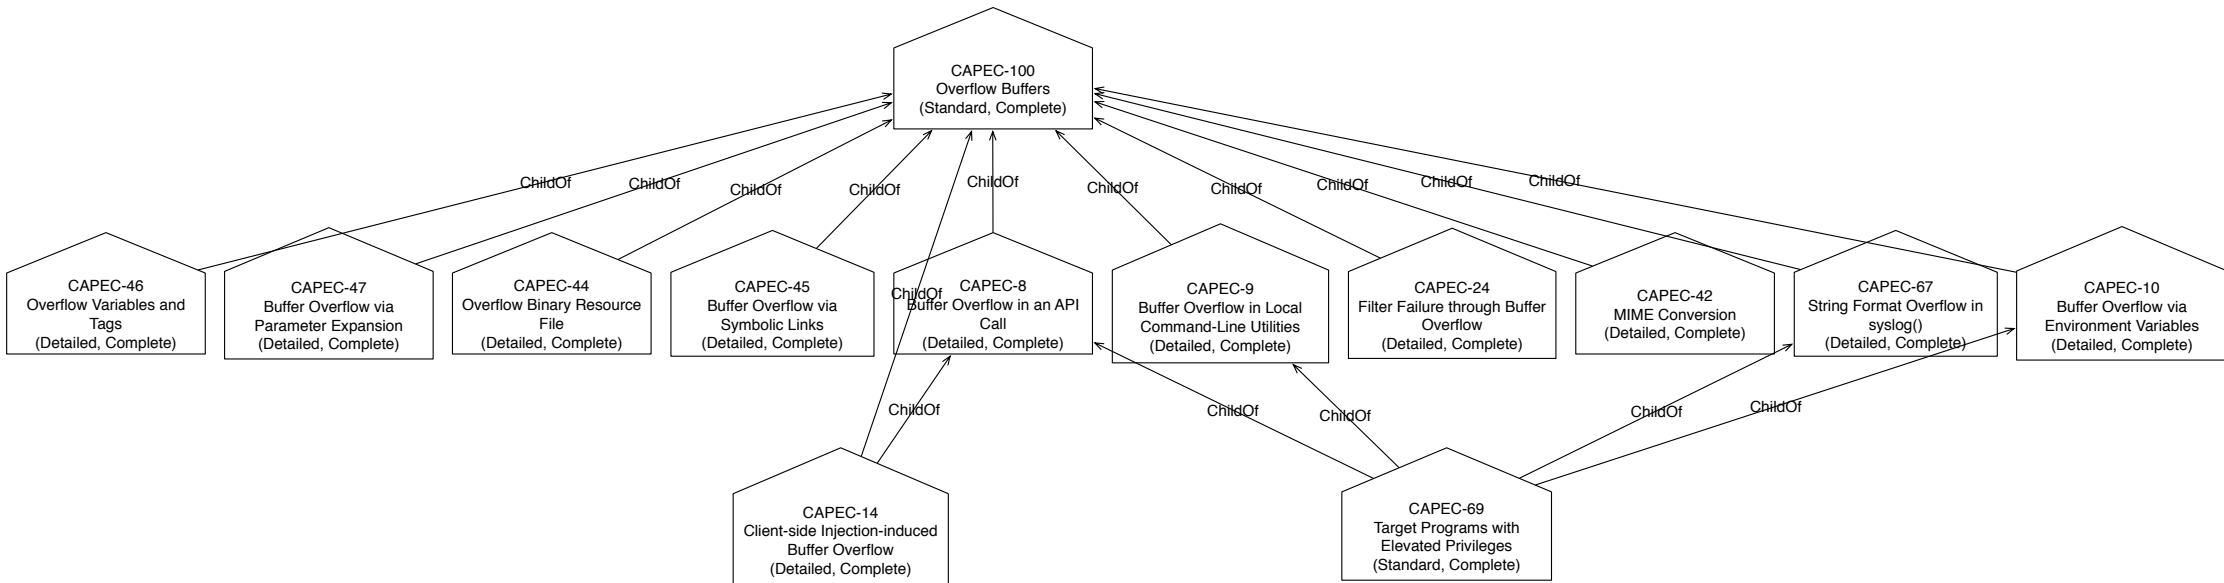 CAPEC-100
Overflow Buffers
(Standard, Complete)
ChildOf
ChildOf
ChildOf
ChildOf
ChildOf
ChildOf
ChildOf
ChildOf
ChildOf
ChildOf
CAPEC-46
Overflow Variables and
Tags
(Detailed, Complete)
CAPEC-47
Buffer Overflow via
Parameter Expansion
(Detailed, Complete)
CAPEC-44
Overflow Binary Resource
File
(Detailed, Complete)
CAPEC-45
Buffer Overflow via
Symbolic Links
(Detailed, Complete)
ChildOf
CAPEC-8
Buffer Overflow in an API
Call
(Detailed, Complete)
CAPEC-9
Buffer Overflow in Local
Command-Line Utilities
(Detailed, Complete)
CAPEC-24
Filter Failure through Buffer
Overflow
(Detailed, Complete)
CAPEC-42
MIME Conversion
(Detailed, Complete)
CAPEC-67
String Format Overflow in
syslog()
(Detailed, Complete)
CAPEC-10
Buffer Overflow via
Environment Variables
(Detailed, Complete)
ChildOf
ChildOf
ChildOf
ChildOf
ChildOf
CAPEC-14
Client-side Injection-induced
Buffer Overflow
(Detailed, Complete)
CAPEC-69
Target Programs with
Elevated Privileges
(Standard, Complete)